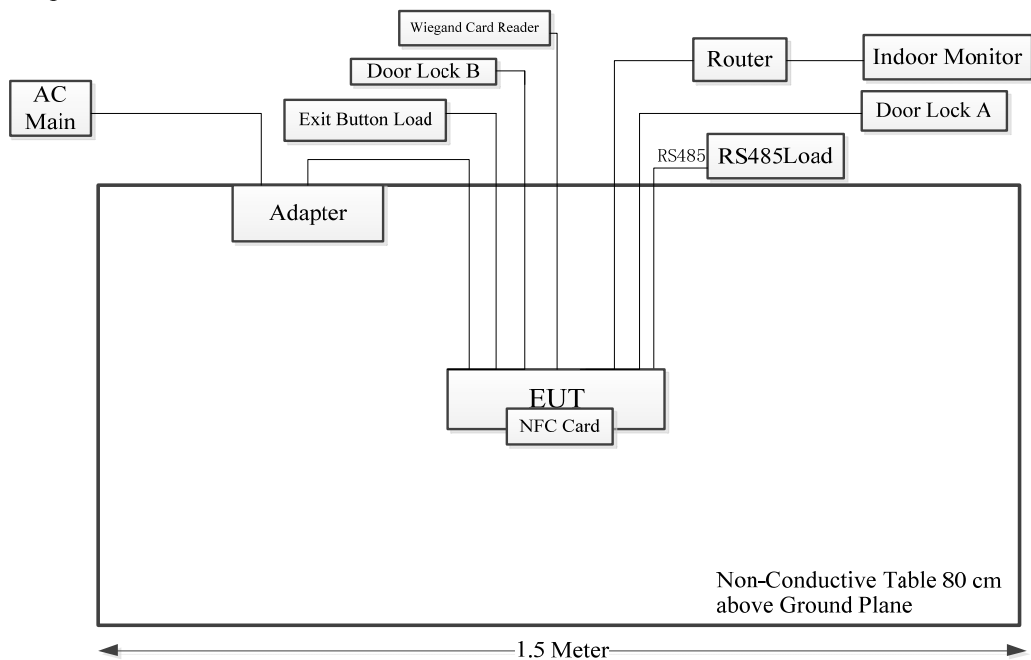 Wiegand Card Reader
Door Lock B
Router
Indoor Monitor
AC
Main
Exit Button Load
Door Lock A
RS485
RS485Load
Adapter
EUT
NFC Card
Non-Conductive Table 80 cm
above Ground Plane
1.5 Meter